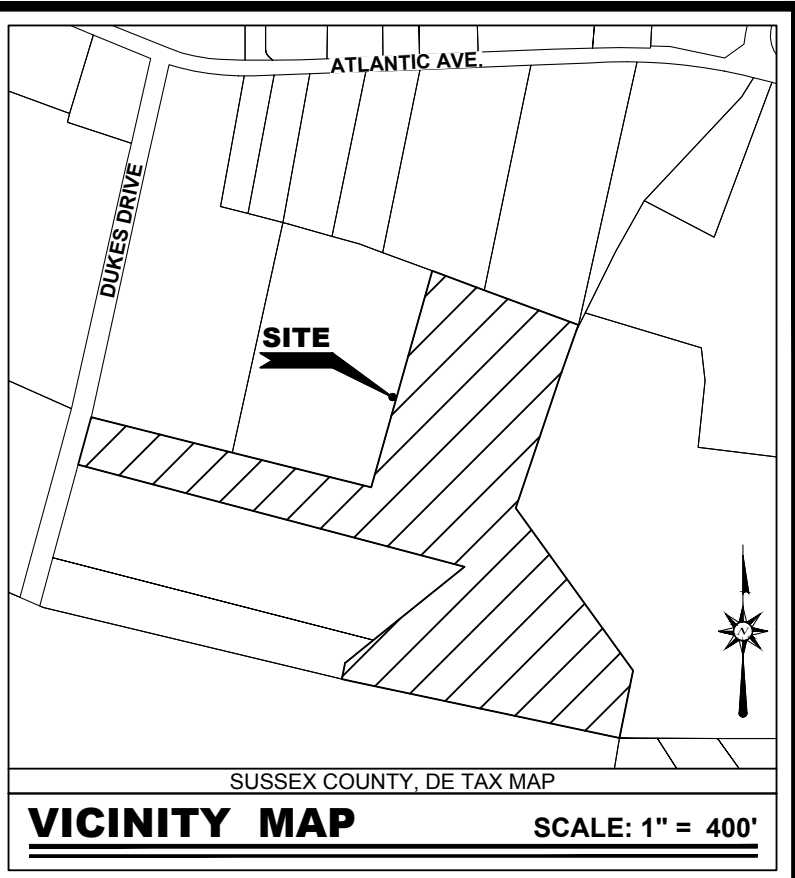 ATLANTIC AVE.
DUKES DRIVE
SITE
N
SUSSEX COUNTY, DE TAX MAP
VICINITY MAP
SCALE: 1" = 400'